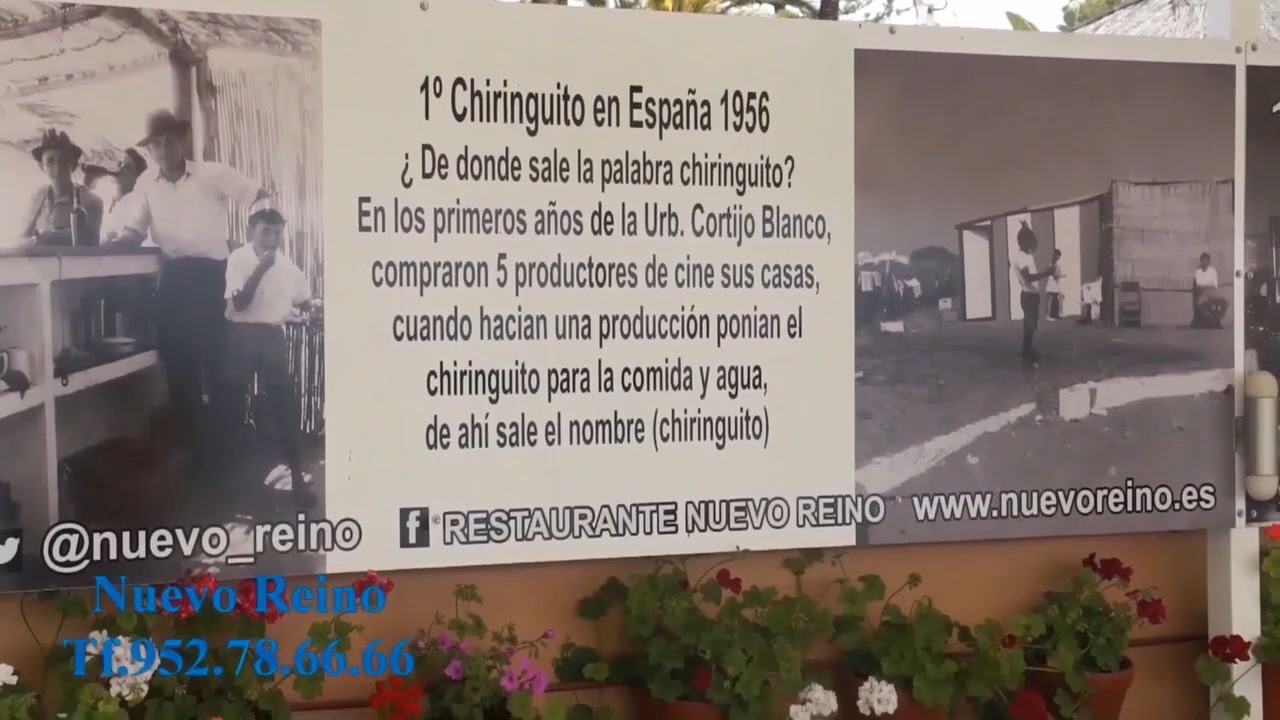 1º Chiringuito en España 1956
¿ De donde sale la palabra chiringuito?
En los primeros años de la Urb. Cortijo Blanco,
compraron 5 productores de cine sus casas,
cuando hacian una producción ponian el
chiringuito para la comida y agua,
de ahí sale el nombre (chiringuito)
@nuevo_reino
f RESTAURANTE NUEVO REINO
www.nuevoreino.es
Nuevo Reino
Tf.952.78.66.66